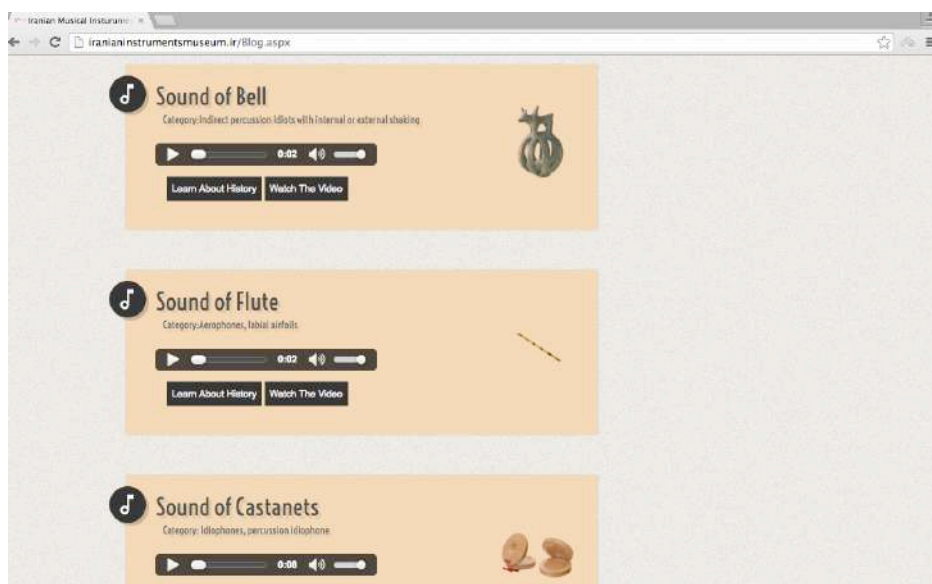 Iranian Musical Insturume
iranianinstrumentsmuseum.ir/Blog.aspx
Sound of Bell
Category:Indirect percussion idiots with internal or external shaking
0:02
Learn About History Watch The Video
Sound of Flute
Category:Aerophones, labial airfoils
0:02
Learn About History Watch The Video
Sound of Castanets
Category: Idiophones, percussion idiophone
0:08